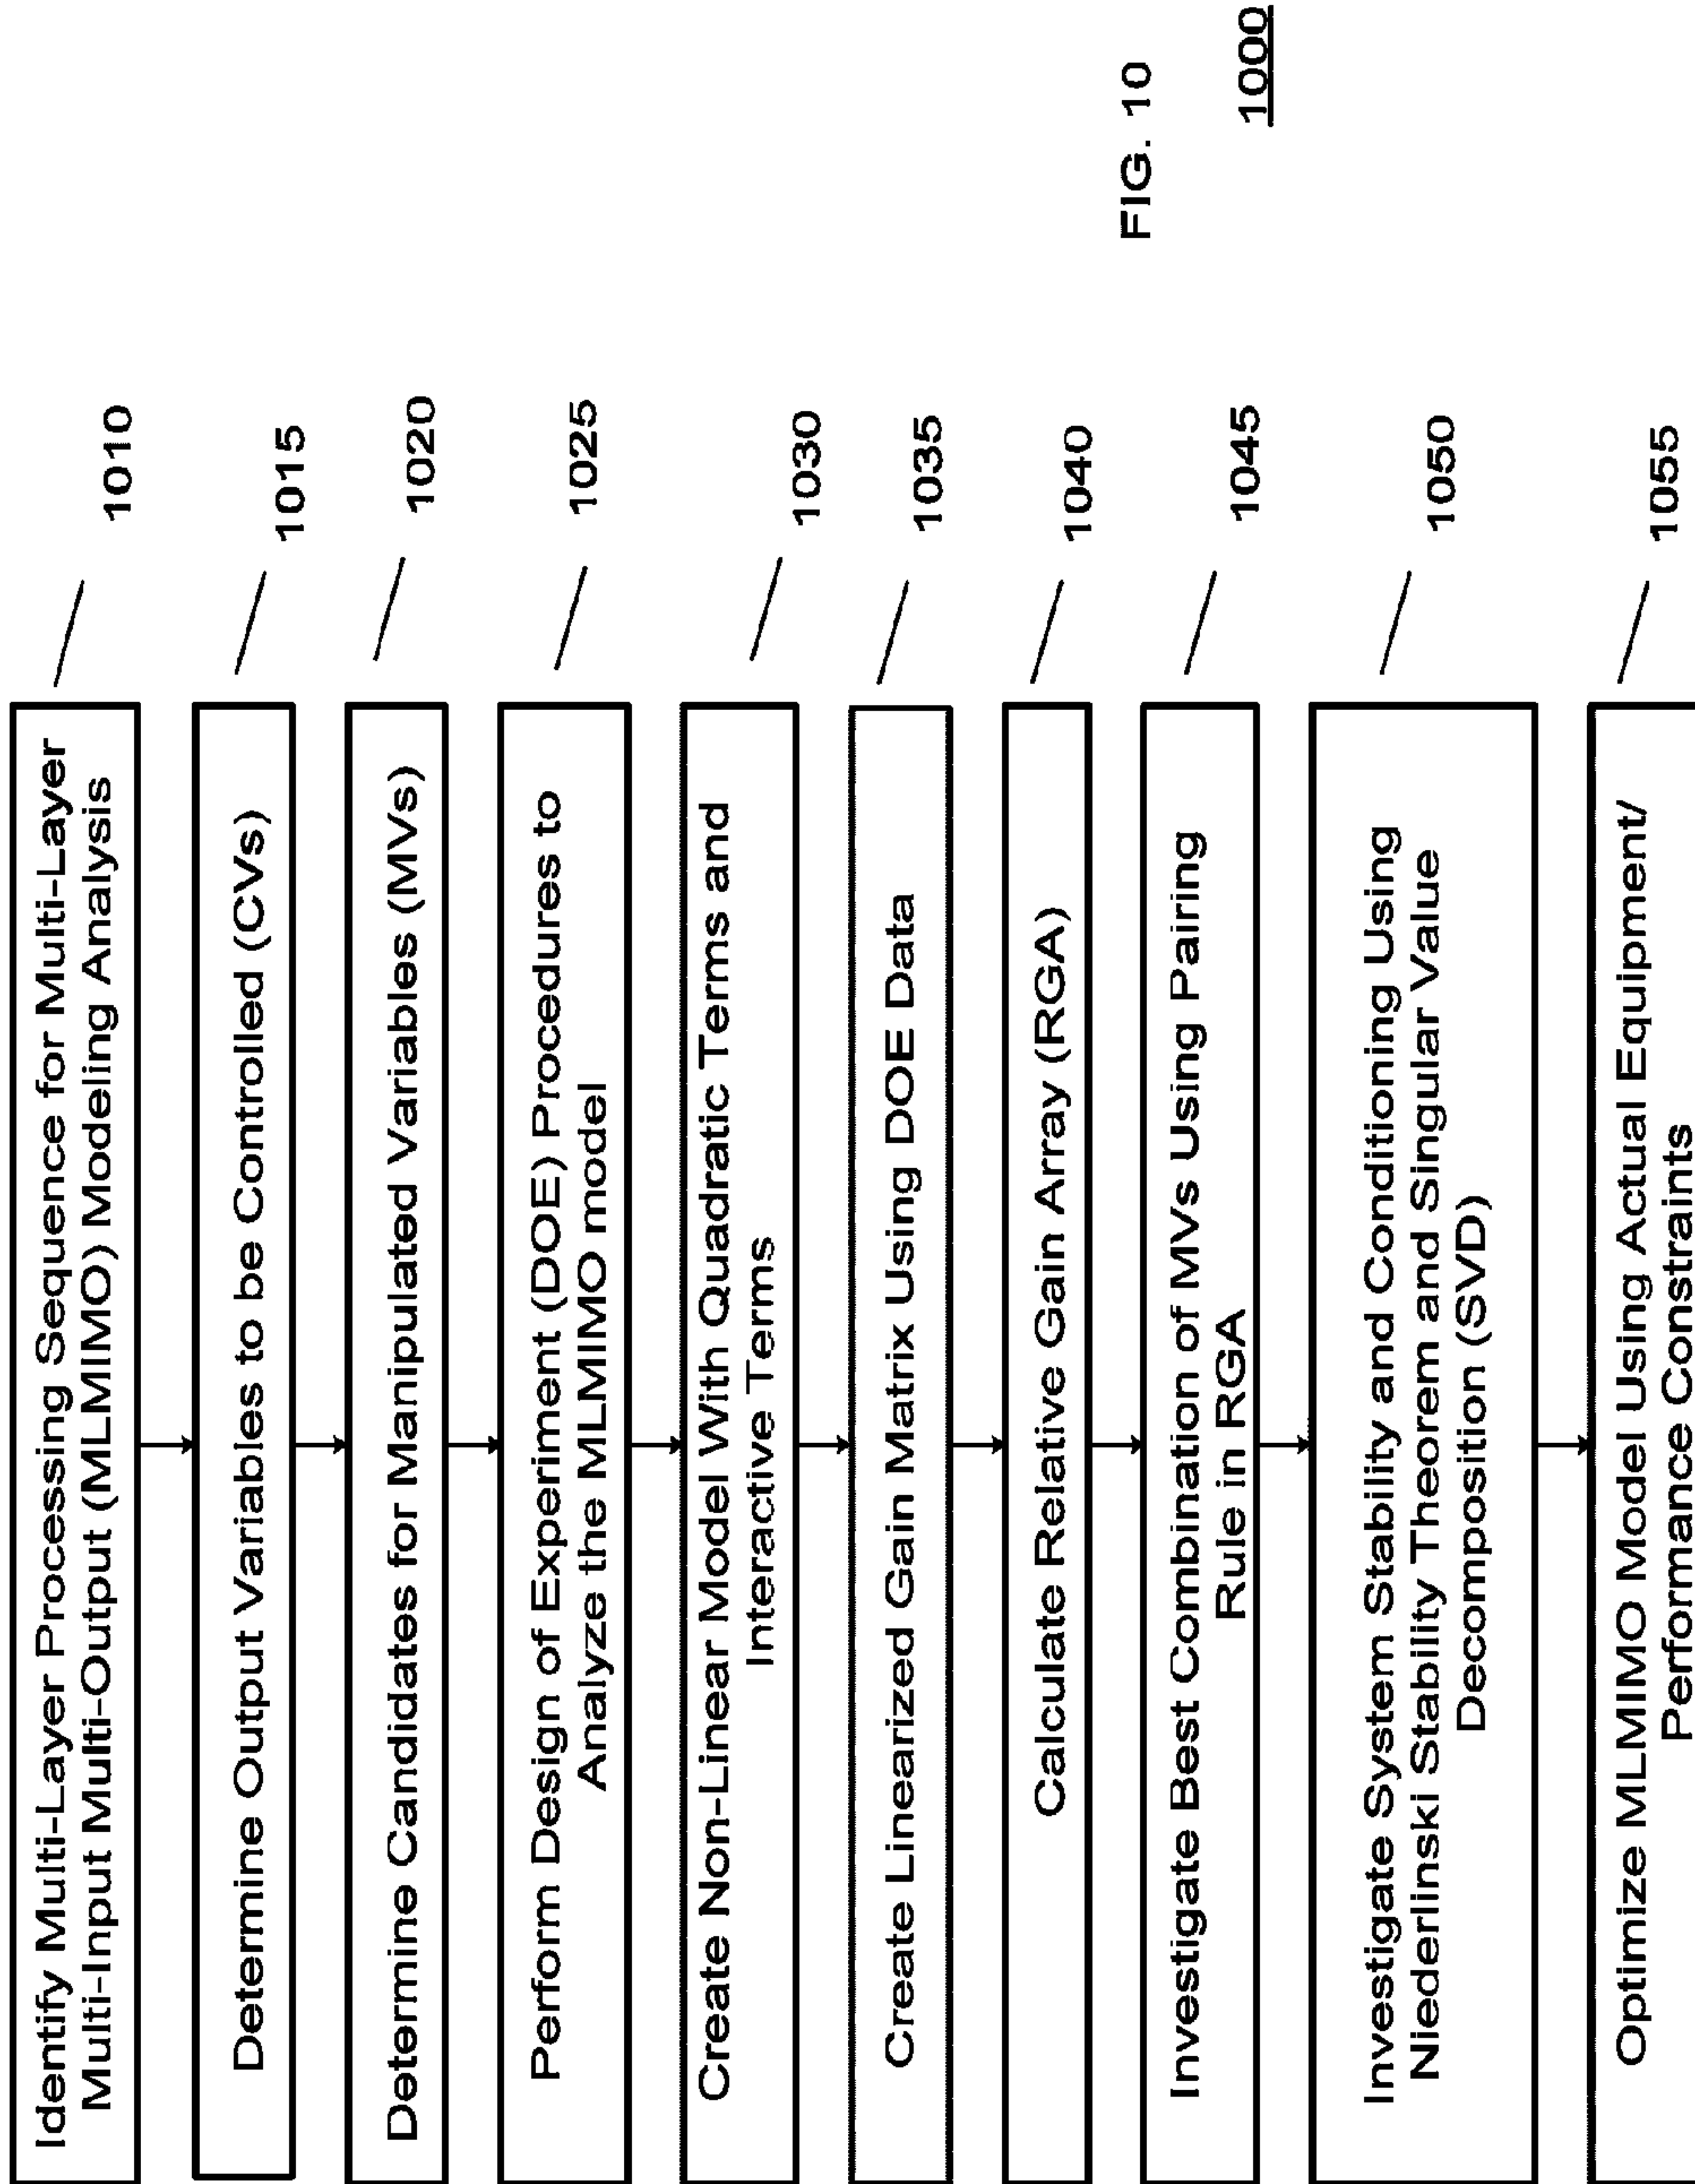 Identify Multi-Layer Processing Sequence for Multi-Layer
Multi-Input Multi-Output (MLMIMO) Modeling Analysis
1010
Determine Output Variables to be Controlled (CVs)
1015
Determine Candidates for Manipulated Variables (MVs)
1020
Perform Design of Experiment (DOE) Procedures to
Analyze the MLMIMO model
1025
Create Non-Linear Model With Quadratic Terms and
Interactive Terms
1030
Create Linearized Gain Matrix Using DOE Data
1035
Calculate Relative Gain Array (RGA)
1040
Investigate Best Combination of MVs Using Pairing
Rule in RGA
1045
Investigate System Stability and Conditioning Using
Niederlinski Stability Theorem and Singular Value
Decomposition (SVD)
1050
Optimize MLMIMO Model Using Actual Equipment/
Performance Constraints
1055
FIG. 10
1000